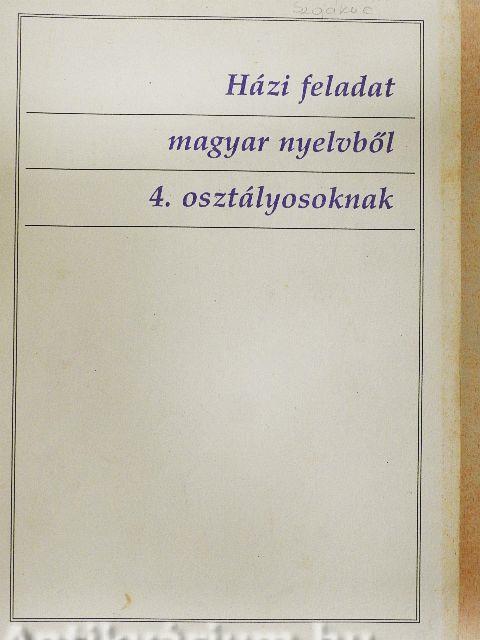 Házi feladat
magyar nyelvből
4. osztályosoknak